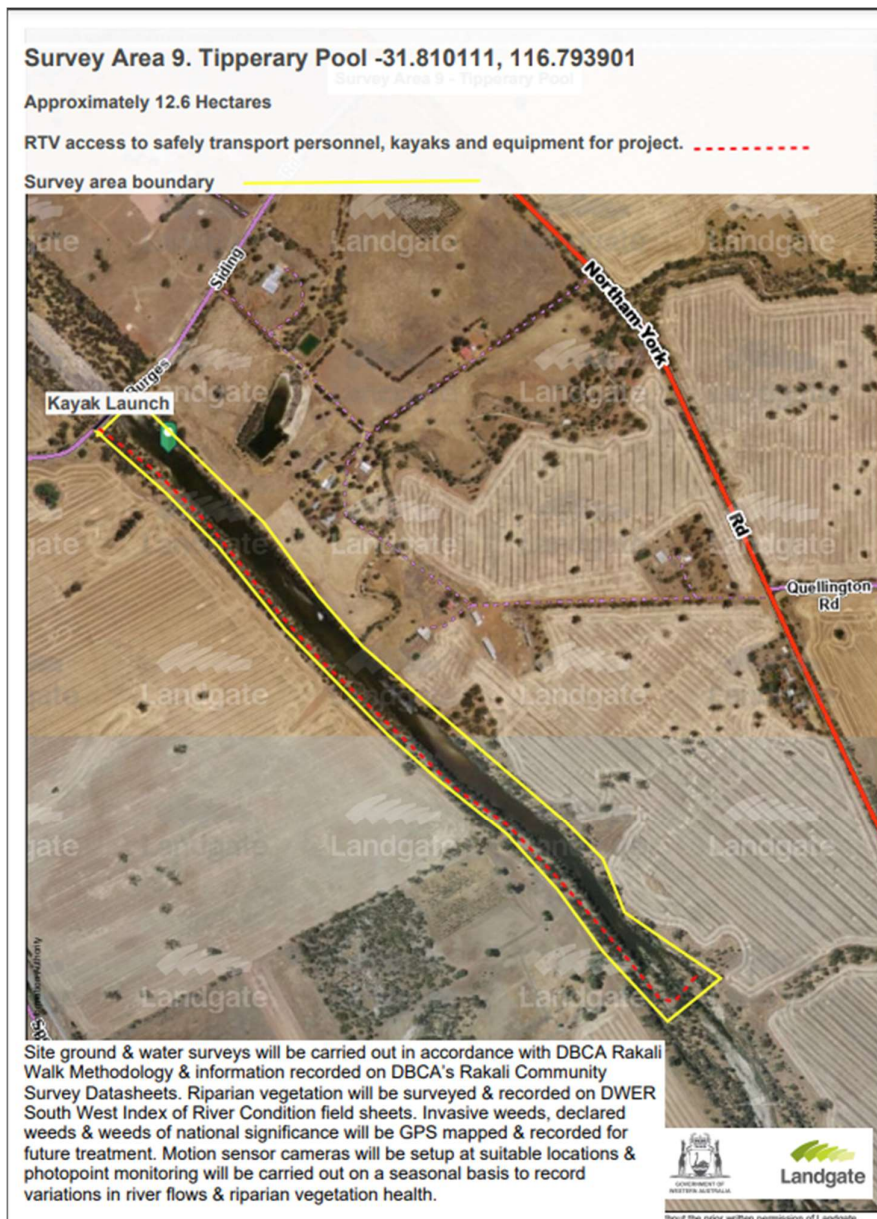 Survey Area 9. Tipperary Pool -31.810111, 116.793901
Survey Area 9 - Tipperary Pool
Approximately 12.6 Hectares
RTV access to safely transport personnel, kayaks and equipment for project.
Survey area boundary
Landgate
Siding
Northam-York
Burges
Kayak Launch
Rd
Quellington
Rd
Site ground & water surveys will be carried out in accordance with DBCA Rakali
Walk Methodology & information recorded on DBCA's Rakali Community
Survey Datasheets. Riparian vegetation will be surveyed & recorded on DWER
South West Index of River Condition field sheets. Invasive weeds, declared
weeds & weeds of national significance will be GPS mapped & recorded for
future treatment. Motion sensor cameras will be setup at suitable locations &
photopoint monitoring will be carried out on a seasonal basis to record
variations in river flows & riparian vegetation health.
GOVERNMENT OF
WESTERN AUSTRALIA
Landgate
the prior written permission of Landgate